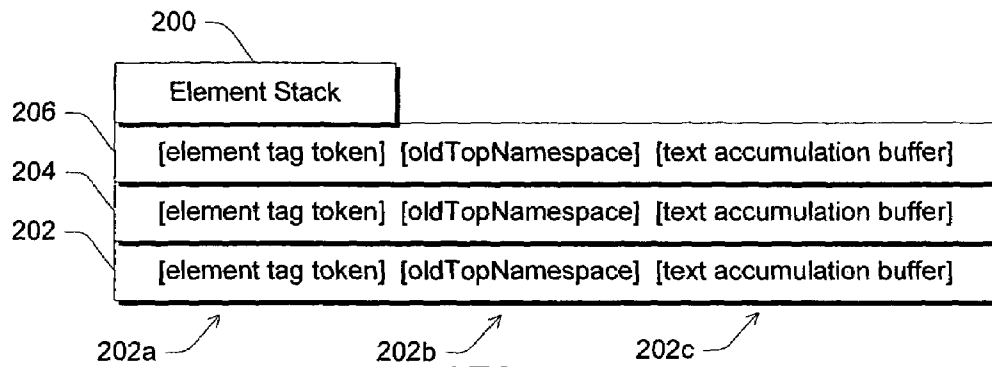 200
Element Stack
206
[element tag token] [oldTopNamespace] [text accumulation buffer]
204
[element tag token] [oldTopNamespace] [text accumulation buffer]
202
[element tag token] [oldTopNamespace] [text accumulation buffer]
202a 202b 202c